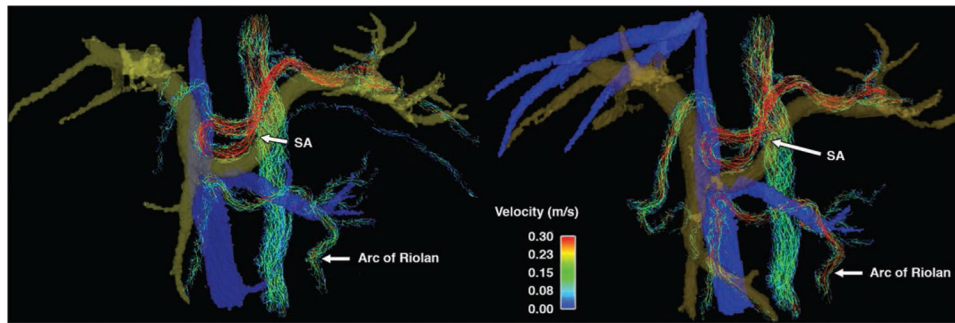 SA
Arc of Riolan
Velocity (m/s)
0.30
0.23
0.15
0.08
0.00
SA
Arc of Riolan